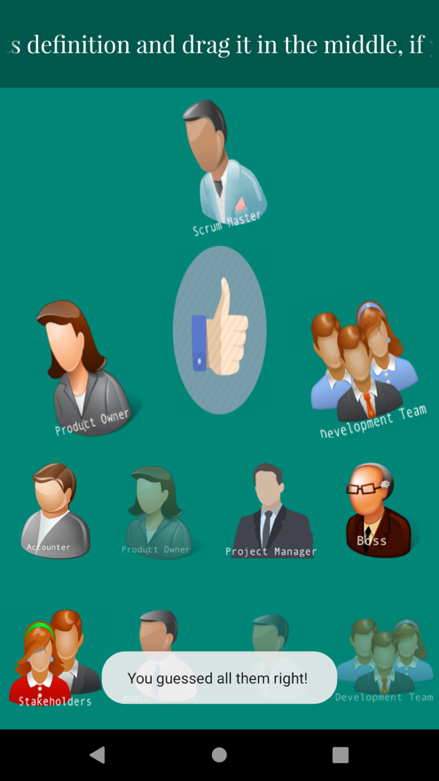 s definition and drag it in the middle, if
Scrum Master
Product Owner
Development Team
Accounter
Product Owner
Project Manager
Boss
You guessed all them right!
Stakeholders
Development Team